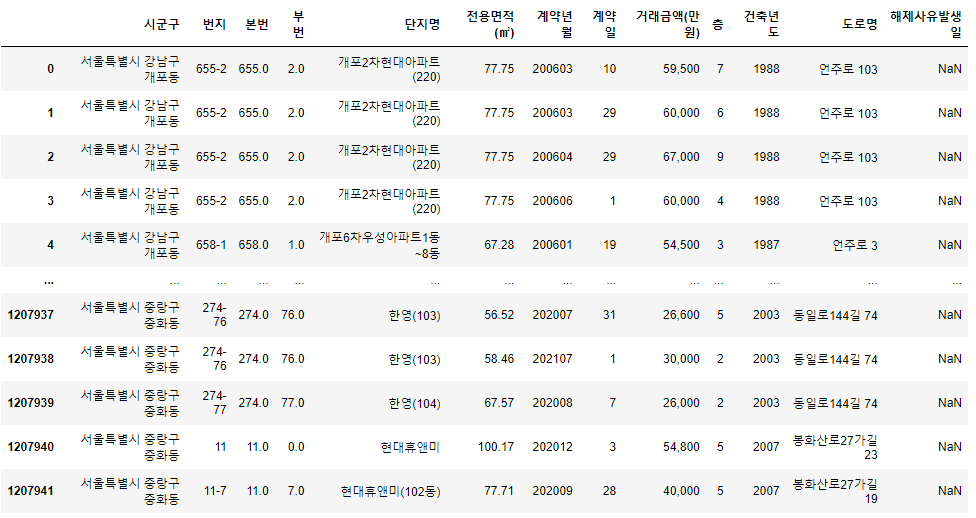 시군구 번지 본번 부번 단지명 전용면적(㎡) 계약년월 계약일 거래금액(만원) 층 건축년도 도로명 해제사유발생일
0 서울특별시 강남구 개포동 655-2 655.0 2.0 개포2차현대아파트(220) 77.75 200603 10 59,500 7 1988 언주로 103 NaN
1 서울특별시 강남구 개포동 655-2 655.0 2.0 개포2차현대아파트(220) 77.75 200603 29 60,000 6 1988 언주로 103 NaN
2 서울특별시 강남구 개포동 655-2 655.0 2.0 개포2차현대아파트(220) 77.75 200604 29 67,000 9 1988 언주로 103 NaN
3 서울특별시 강남구 개포동 655-2 655.0 2.0 개포2차현대아파트(220) 77.75 200606 1 60,000 4 1988 언주로 103 NaN
4 서울특별시 강남구 개포동 658-1 658.0 1.0 개포6차우성아파트1동~8동 67.28 200601 19 54,500 3 1987 언주로 3 NaN
... ... ... ... ... ... ... ... ... ... ... ... ... ...
1207937 서울특별시 중랑구 중화동 274-76 274.0 76.0 한영(103) 56.52 202007 31 26,600 5 2003 동일로144길 74 NaN
1207938 서울특별시 중랑구 중화동 274-76 274.0 76.0 한영(103) 58.46 202107 1 30,000 2 2003 동일로144길 74 NaN
1207939 서울특별시 중랑구 중화동 274-77 274.0 77.0 한영(104) 67.57 202008 7 26,000 2 2003 동일로144길 74 NaN
1207940 서울특별시 중랑구 중화동 11 11.0 0.0 현대휴앤미 100.17 202012 3 54,800 5 2007 봉화산로27가길 23 NaN
1207941 서울특별시 중랑구 중화동 11-7 11.0 7.0 현대휴앤미(102동) 77.71 202009 28 40,000 5 2007 봉화산로27가길 19 NaN